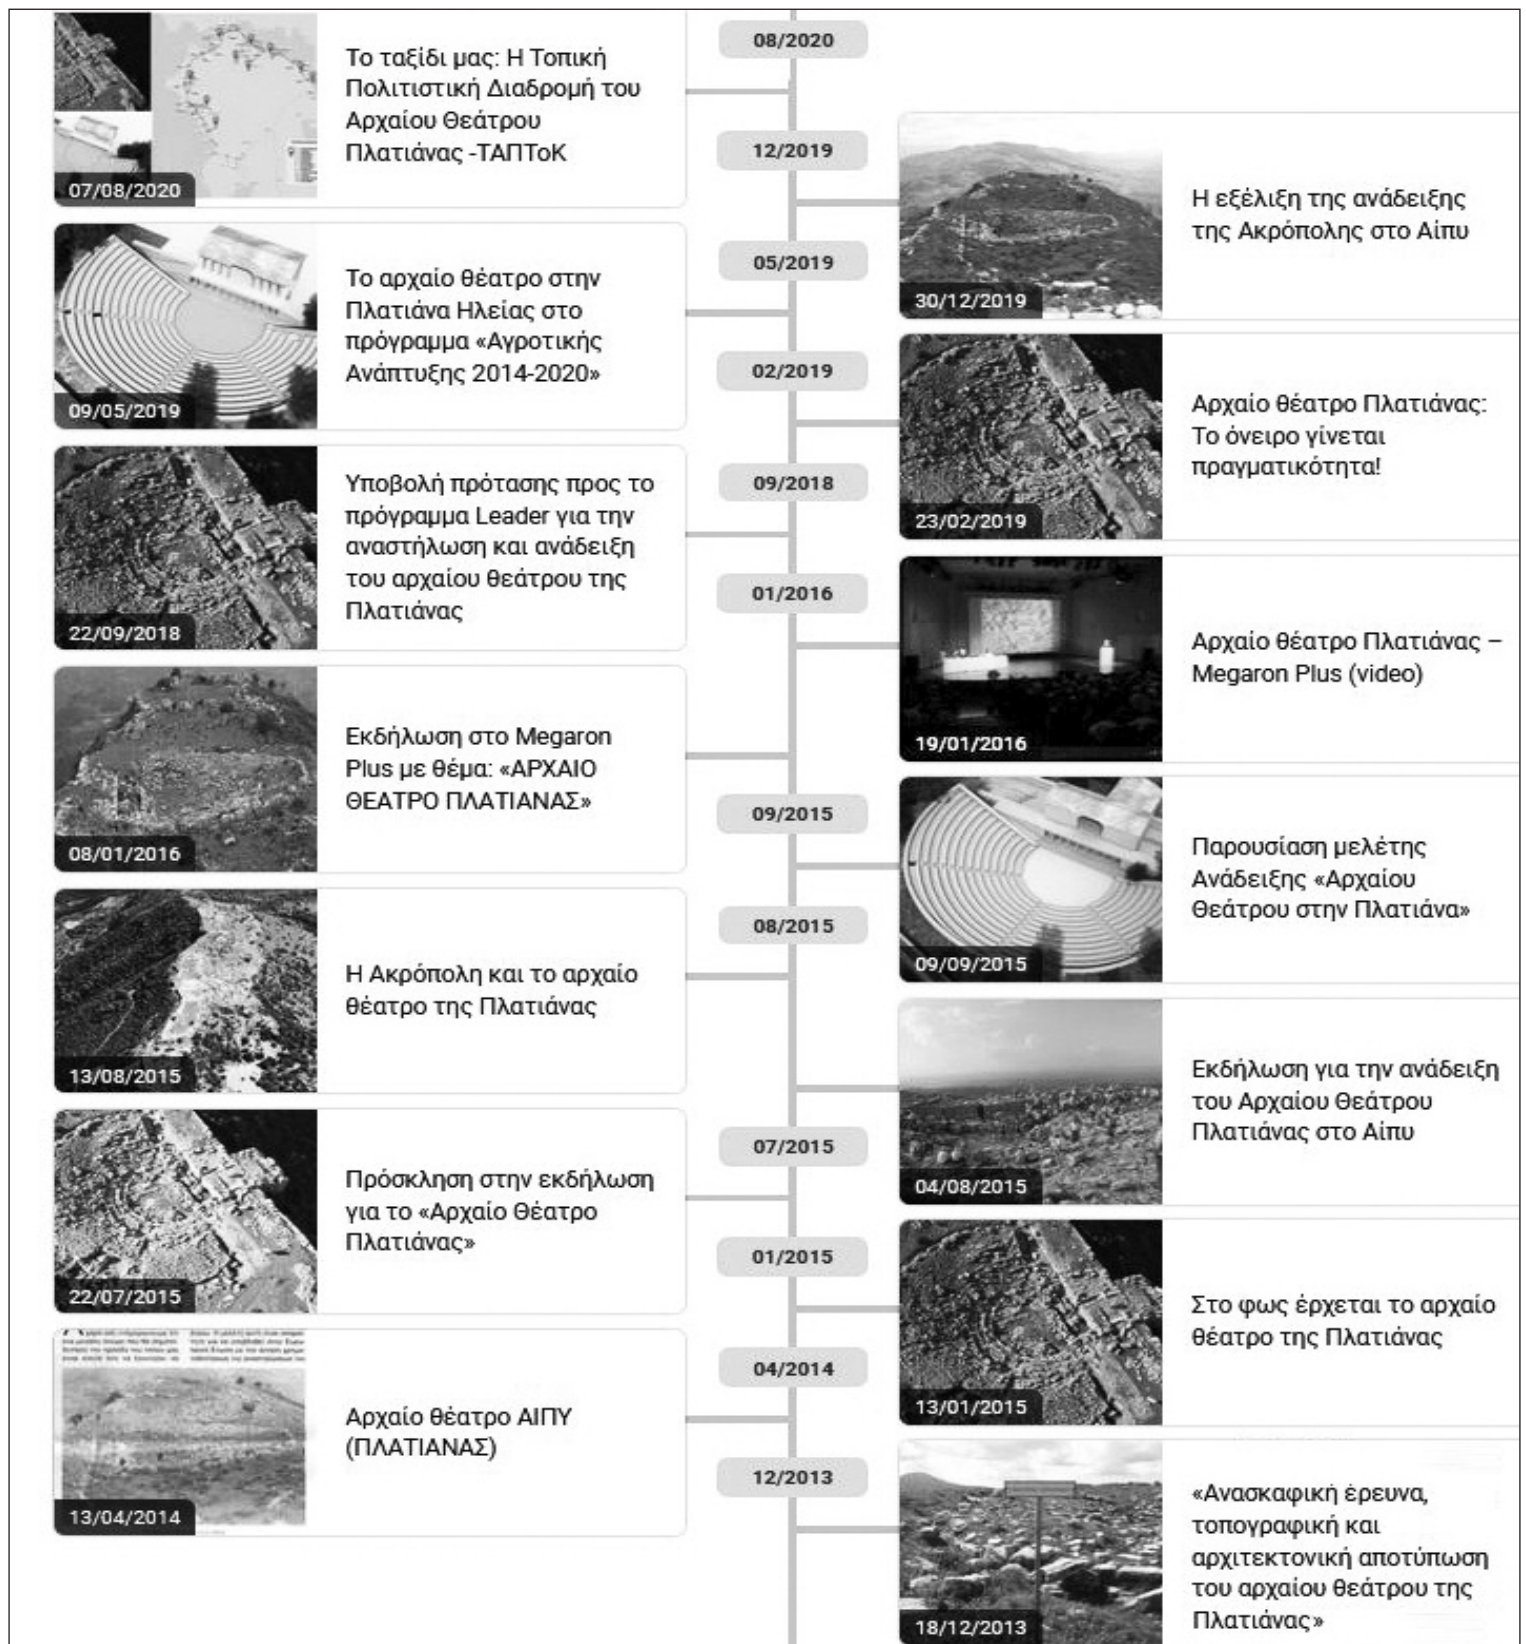 08/2020
Το ταξίδι μας: Η Τοπική
Πολιτιστική Διαδρομή του
Αρχαίου Θεάτρου
Πλατιάνας -ΤΑΠΤοΚ
07/08/2020
12/2019
Η εξέλιξη της ανάδειξης
της Ακρόπολης στο Αίπυ
30/12/2019
05/2019
Το αρχαίο θέατρο στην
Πλατιάνα Ηλείας στο
πρόγραμμα «Αγροτικής
Ανάπτυξης 2014-2020»
09/05/2019
02/2019
Αρχαίο θέατρο Πλατιάνας:
Το όνειρο γίνεται
πραγματικότητα!
23/02/2019
09/2018
Υποβολή πρότασης προς το
πρόγραμμα Leader για την
αναστήλωση και ανάδειξη
του αρχαίου θεάτρου της
Πλατιάνας
22/09/2018
01/2016
Αρχαίο θέατρο Πλατιάνας –
Megaron Plus (video)
19/01/2016
Εκδήλωση στο Megaron
Plus με θέμα: «ΑΡΧΑΙΟ
ΘΕΑΤΡΟ ΠΛΑΤΙΑΝΑΣ»
08/01/2016
09/2015
Παρουσίαση μελέτης
Ανάδειξης «Αρχαίου
Θεάτρου στην Πλατιάνα»
09/09/2015
08/2015
Η Ακρόπολη και το αρχαίο
θέατρο της Πλατιάνας
13/08/2015
Εκδήλωση για την ανάδειξη
του Αρχαίου Θεάτρου
Πλατιάνας στο Αίπυ
04/08/2015
07/2015
Πρόσκληση στην εκδήλωση
για το «Αρχαίο Θέατρο
Πλατιάνας»
22/07/2015
01/2015
Στο φως έρχεται το αρχαίο
θέατρο της Πλατιάνας
13/01/2015
04/2014
Αρχαίο θέατρο ΑΙΠΥ
(ΠΛΑΤΙΑΝΑΣ)
13/04/2014
12/2013
«Ανασκαφική έρευνα,
τοπογραφική και
αρχιτεκτονική αποτύπωση
του αρχαίου θεάτρου της
Πλατιάνας»
18/12/2013